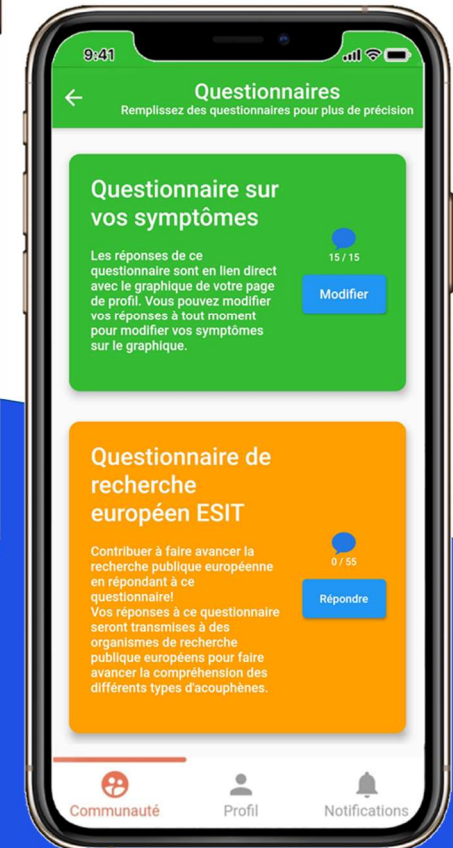 9:41
Questionnaires
Remplissez des questionnaires pour plus de précision
Questionnaire sur
vos symptômes
Les réponses de ce
questionnaire sont en lien direct
avec le graphique de votre page
de profil. Vous pouvez modifier
vos réponses à tout moment
pour modifier vos symptômes
sur le graphique.
15 / 15
Modifier
Questionnaire de
recherche
européen ESIT
Contribuer à faire avancer la
recherche publique européenne
en répondant à ce
questionnaire!
Vos réponses à ce questionnaire
seront transmises à des
organismes de recherche
publique européens pour faire
avancer la compréhension des
différents types d'acouphènes.
0 / 55
Répondre
Communauté
Profil
Notifications